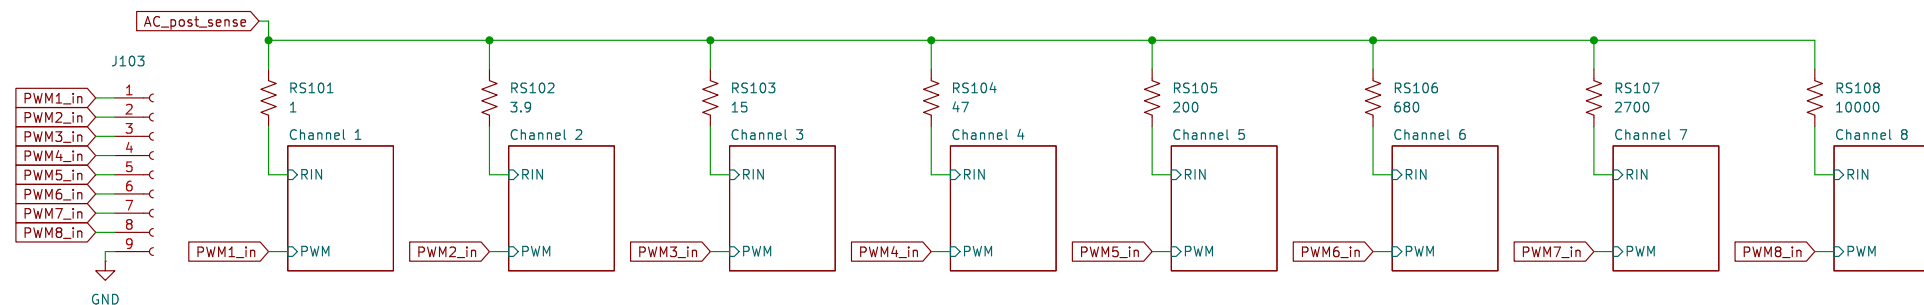 AC_post_sense
J103
PWM1_in 1
PWM2_in 2
PWM3_in 3
PWM4_in 4
PWM5_in 5
PWM6_in 6
PWM7_in 7
PWM8_in 8
9
GND
RS101
1
Channel 1
RIN
PWM1_in PWM
RS102
3.9
Channel 2
RIN
PWM2_in PWM
RS103
15
Channel 3
RIN
PWM3_in PWM
RS104
47
Channel 4
RIN
PWM4_in PWM
RS105
200
Channel 5
RIN
PWM5_in PWM
RS106
680
Channel 6
RIN
PWM6_in PWM
RS107
2700
Channel 7
RIN
PWM7_in PWM
RS108
10000
Channel 8
RIN
PWM8_in PWM